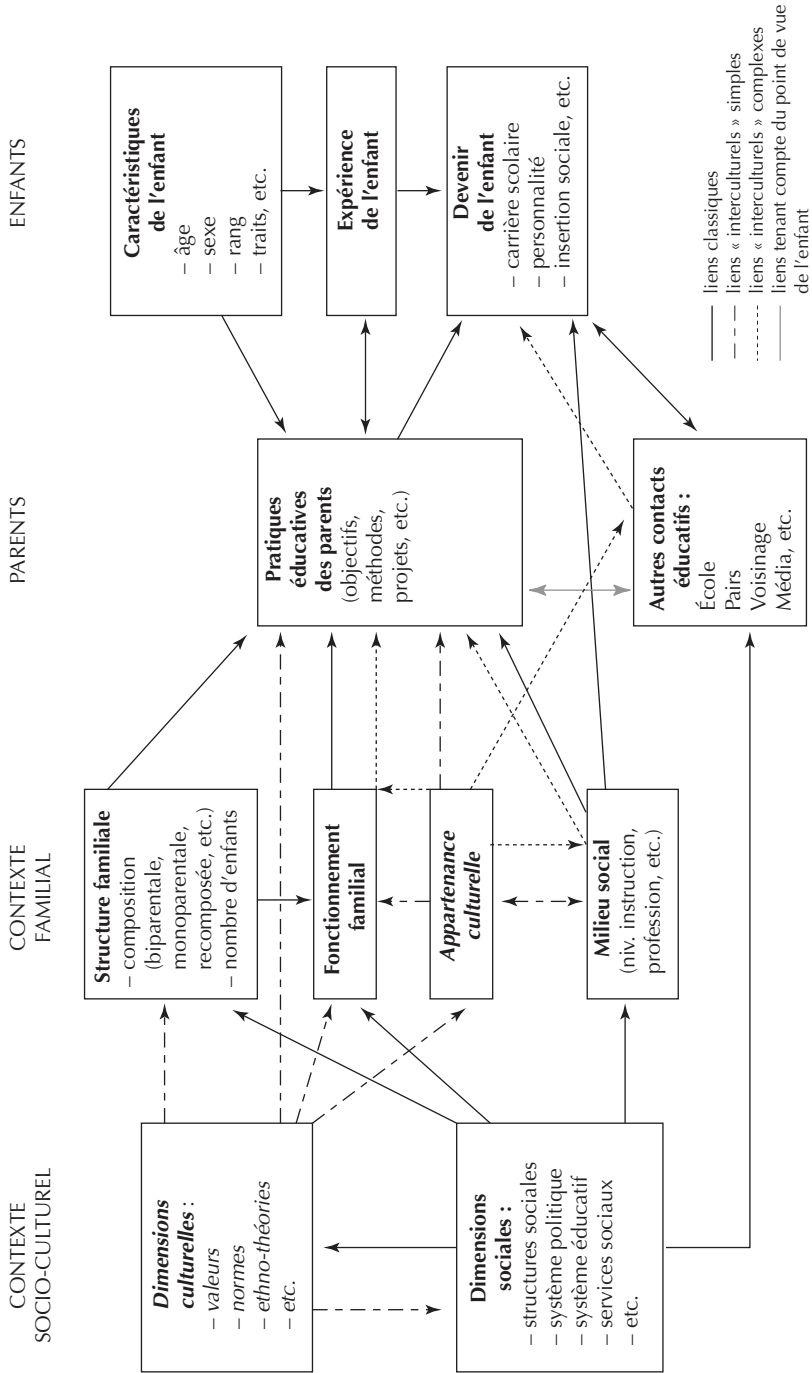 CONTEXTE
SOCIO-CULTUREL
CONTEXTE
FAMILIAL
PARENTS
ENFANTS
Dimensions
culturelles :
– valeurs
– normes
– ethno-théories
– etc.
Dimensions
sociales :
– structures sociales
– système politique
– système éducatif
– services sociaux
– etc.
Structure familiale
– composition
(biparentale,
monoparentale,
recomposée, etc.)
– nombre d'enfants
Fonctionnement
familial
Appartenance
culturelle
Milieu social
(niv. instruction,
profession, etc.)
Pratiques
éducatives
des parents
(objectifs,
méthodes,
projets, etc.)
Autres contacts
éducatifs :
École
Pairs
Voisinage
Média, etc.
Caractéristiques
de l'enfant
– âge
– sexe
– rang
– traits, etc.
Expérience
de l'enfant
Devenir
de l'enfant
– carrière scolaire
– personnalité
– insertion sociale, etc.
liens classiques
liens « interculturels » simples
liens « interculturels » complexes
liens tenant compte du point de vue
de l'enfant